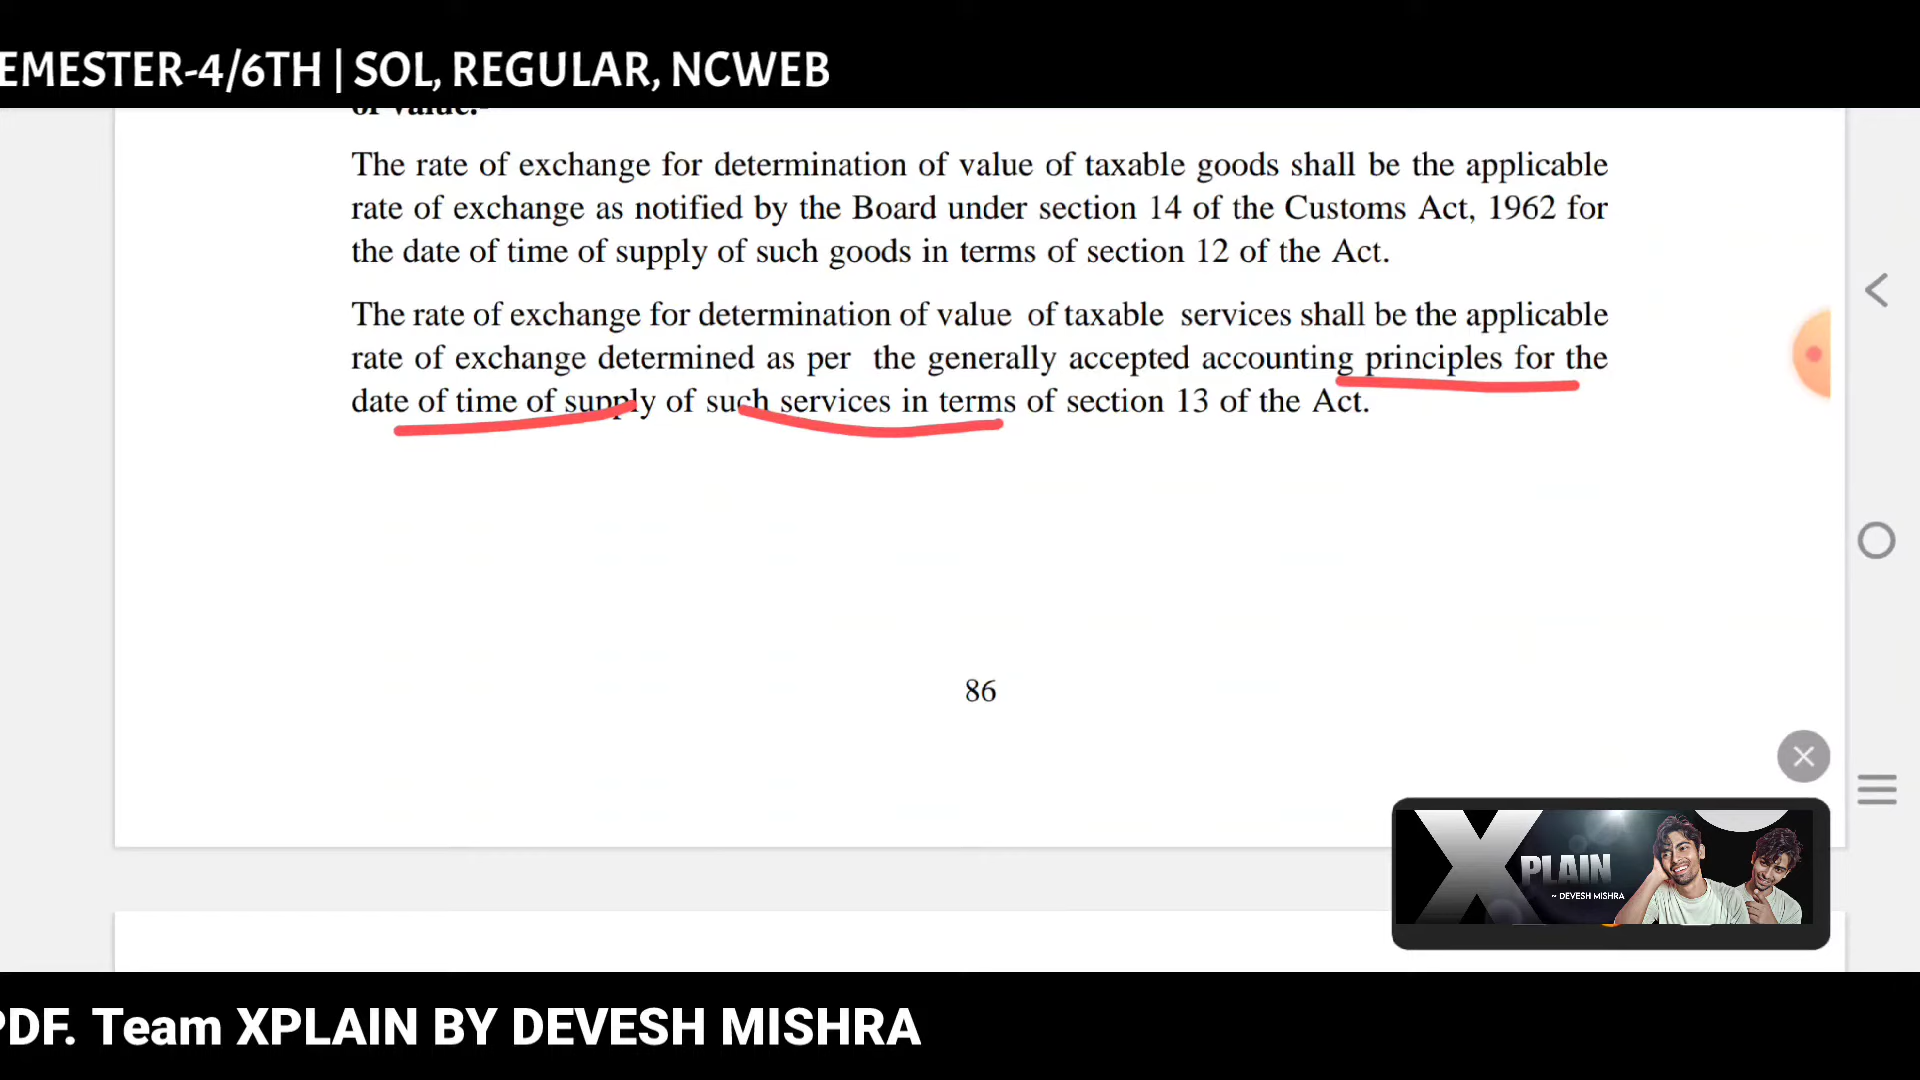 EMESTER-4/6TH | SOL, REGULAR, NCWEB
of value.-
The rate of exchange for determination of value of taxable goods shall be the applicable
rate of exchange as notified by the Board under section 14 of the Customs Act, 1962 for
the date of time of supply of such goods in terms of section 12 of the Act.
The rate of exchange for determination of value of taxable services shall be the applicable
rate of exchange determined as per the generally accepted accounting principles for the
date of time of supply of such services in terms of section 13 of the Act.
86
XPLAIN
~ DEVESH MISHRA
PDF. Team XPLAIN BY DEVESH MISHRA